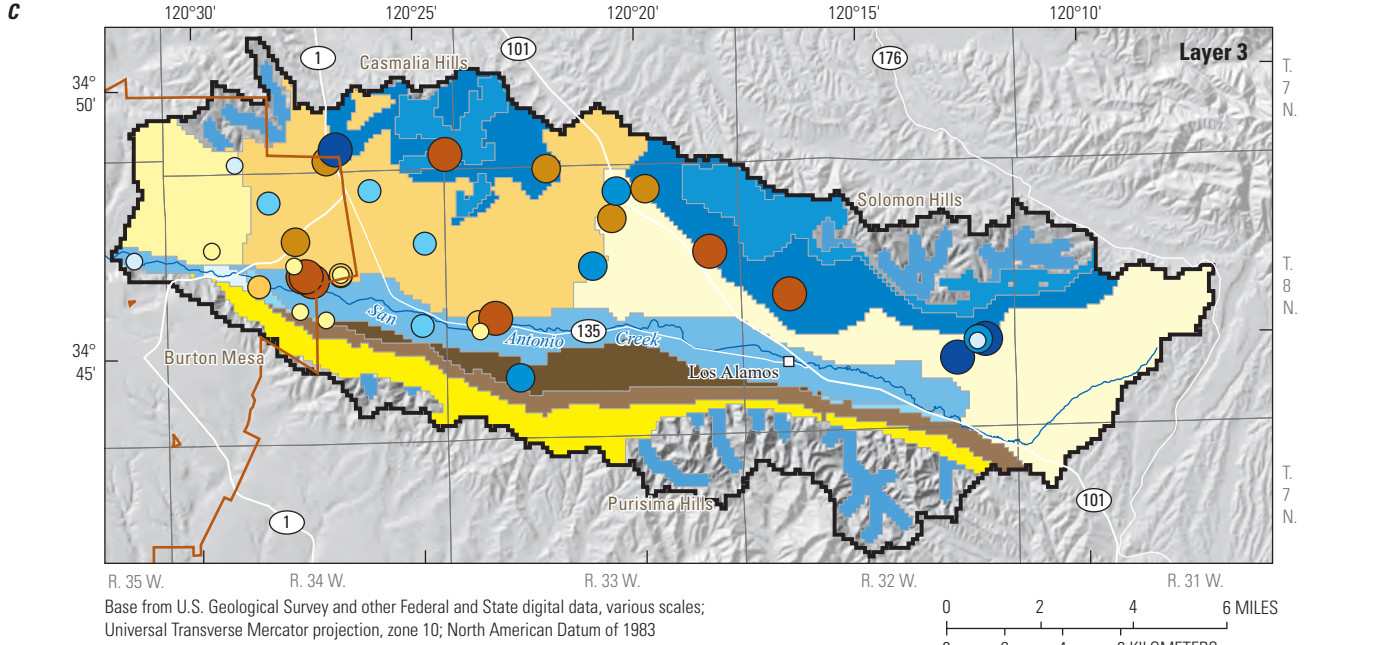 C
120°30' 120°25' 120°20' 120°15' 120°10'
Layer 3
1
101
176
Casmalia Hills
34°
50'
T.
7
N.
Solomon Hills
T.
8
N.
San
Antonio
135
Creek
Los Alamos
34°
45'
Burton Mesa
Purisima Hills
T.
7
N.
101
1
R. 35 W. R. 34 W. R. 33 W. R. 32 W. R. 31 W.
Base from U.S. Geological Survey and other Federal and State digital data, various scales;
Universal Transverse Mercator projection, zone 10; North American Datum of 1983
0 2 4 6 MILES